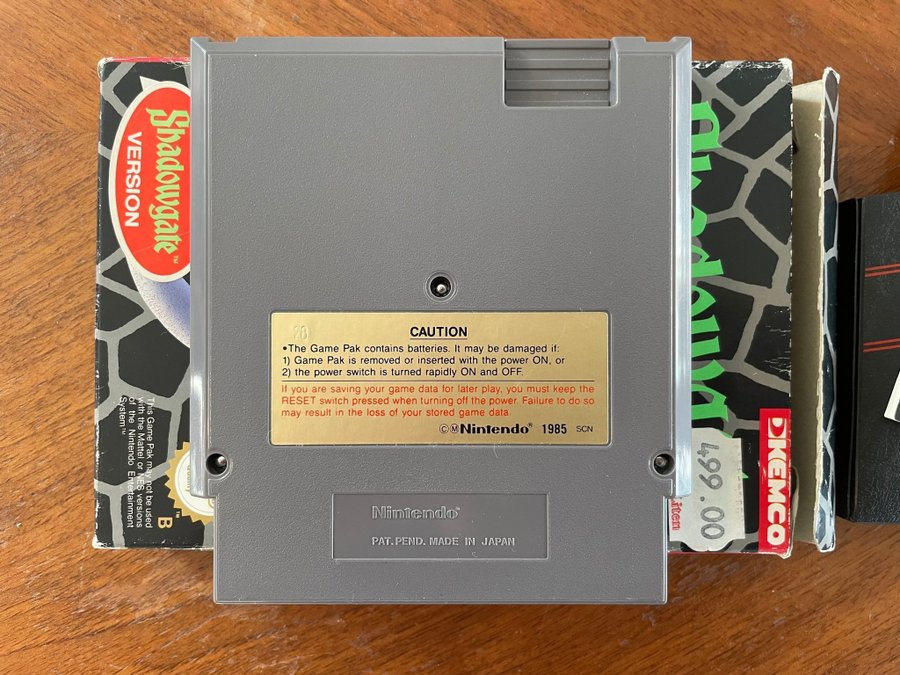 Shadowgate™
VERSION
This Game Pak may not be used
with the Mattel or NES versions
of the Nintendo Entertainment
System™
B
20
CAUTION
•The Game Pak contains batteries. It may be damaged if:
1) Game Pak is removed or inserted with the power ON, or
2) the power switch is turned rapidly ON and OFF.
If you are saving your game data for later play, you must keep the
RESET switch pressed when turning off the power. Failure to do so
may result in the loss of your stored game data.
©Ⓜ Nintendo® 1985 SCN
Nintendo®
PAT. PEND. MADE IN JAPAN
499.00
KEMCO